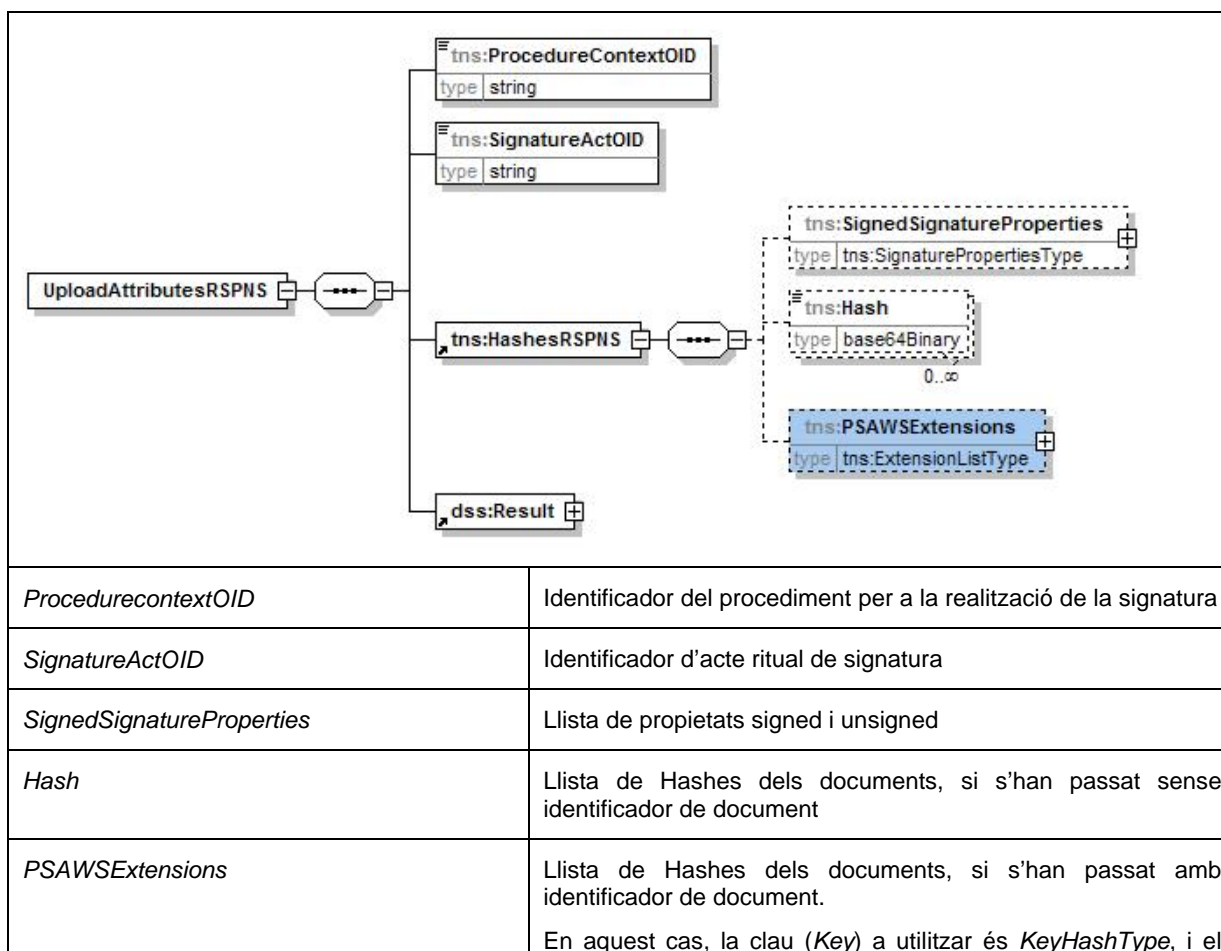 tns:ProcedureContextOID
type string
tns:SignatureActOID
type string
tns:SignedSignatureProperties
type tns:SignaturePropertiesType
UploadAttributesRSPNS
tns:Hash
type base64Binary
0..∞
tns:HashesRSPNS
tns:PSAWSExtensions
type tns:ExtensionListType
dss:Result
ProcedurecontextOID
Identificador del procediment per a la realització de la signatura
SignatureActOID
Identificador d’acte ritual de signatura
SignedSignatureProperties
Llista de propietats signed i unsigned
Hash
Llista de Hashes dels documents, si s’han passat sense
identificador de document
PSAWSExtensions
Llista de Hashes dels documents, si s’han passat amb
identificador de document.
En aquest cas, la clau (Key) a utilitzar és KeyHashType, i el